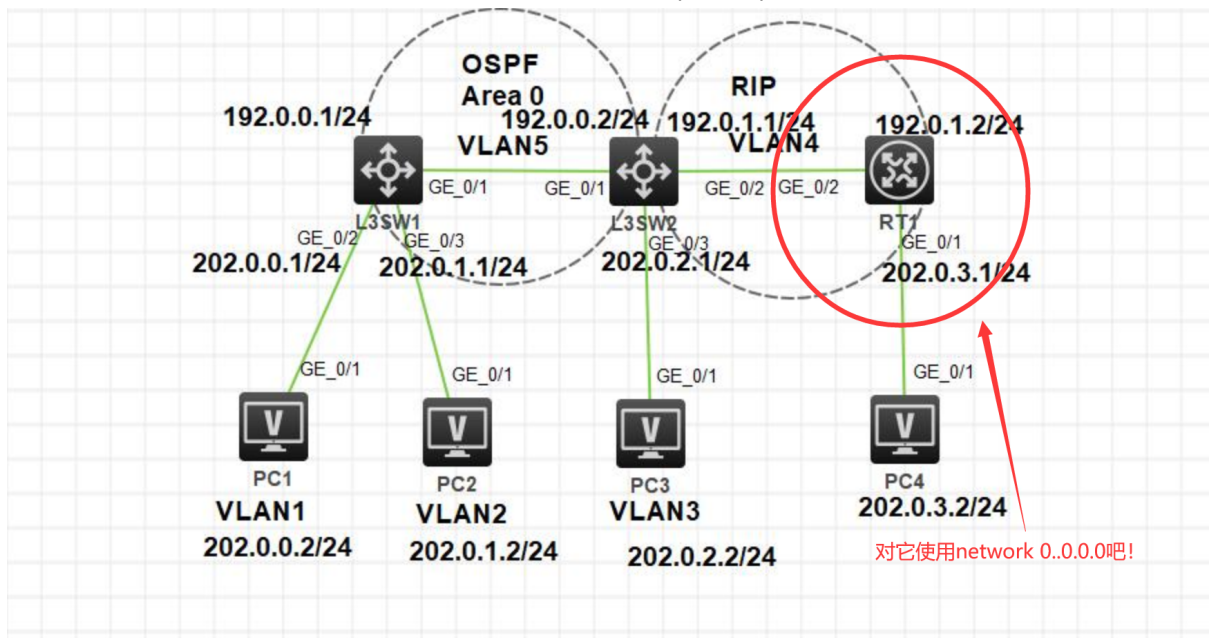 OSPF
Area 0
RIP
192.0.0.1/24
192.0.0.2/24
192.0.1.1/24
192.0.1.2/24
VLAN5
VLAN4
GE_0/1
GE_0/1
GE_0/2
GE_0/2
L3SW1
L3SW2
RT1
GE_0/2
GE_0/3
GE_0/3
GE_0/1
202.0.0.1/24
202.0.1.1/24
202.0.2.1/24
202.0.3.1/24
GE_0/1
GE_0/1
GE_0/1
GE_0/1
V
V
V
V
PC1
PC2
PC3
PC4
VLAN1
VLAN2
VLAN3
202.0.3.2/24
202.0.0.2/24
202.0.1.2/24
202.0.2.2/24
对它使用network 0..0.0.0吧！